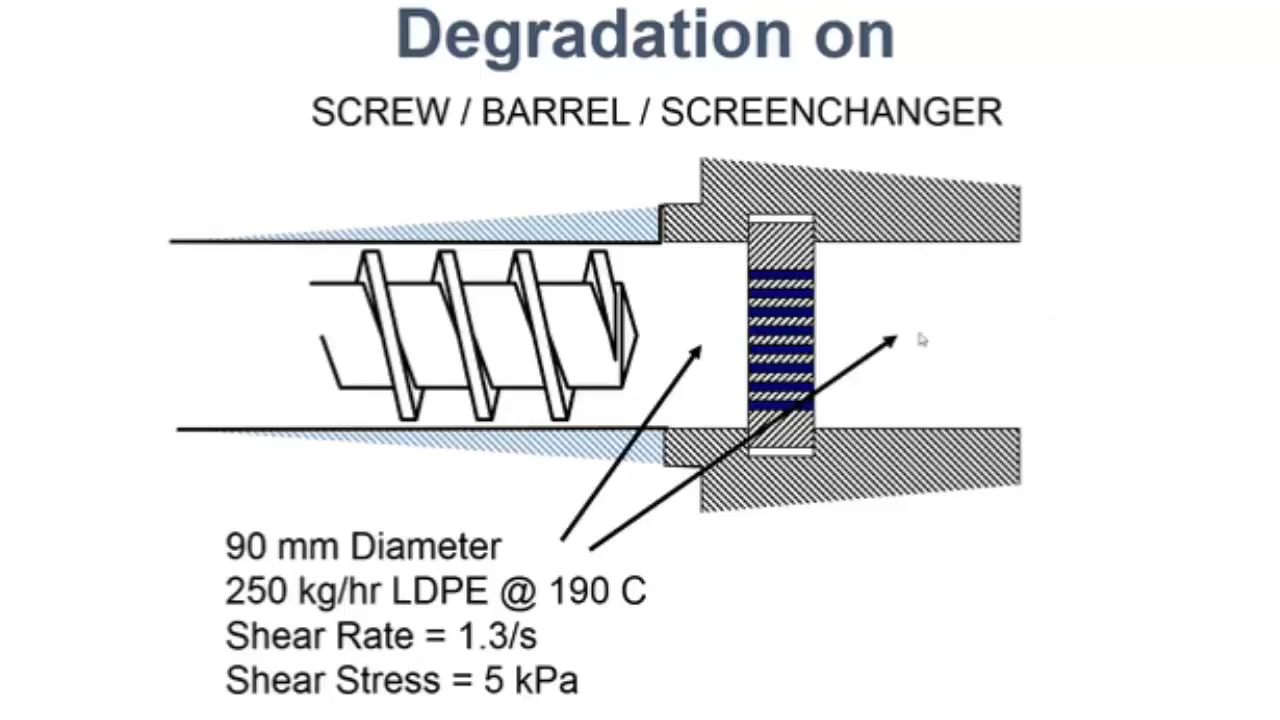 Degradation on
SCREW / BARREL / SCREENCHANGER
90 mm Diameter
250 kg/hr LDPE @ 190 C
Shear Rate = 1.3/s
Shear Stress = 5 kPa